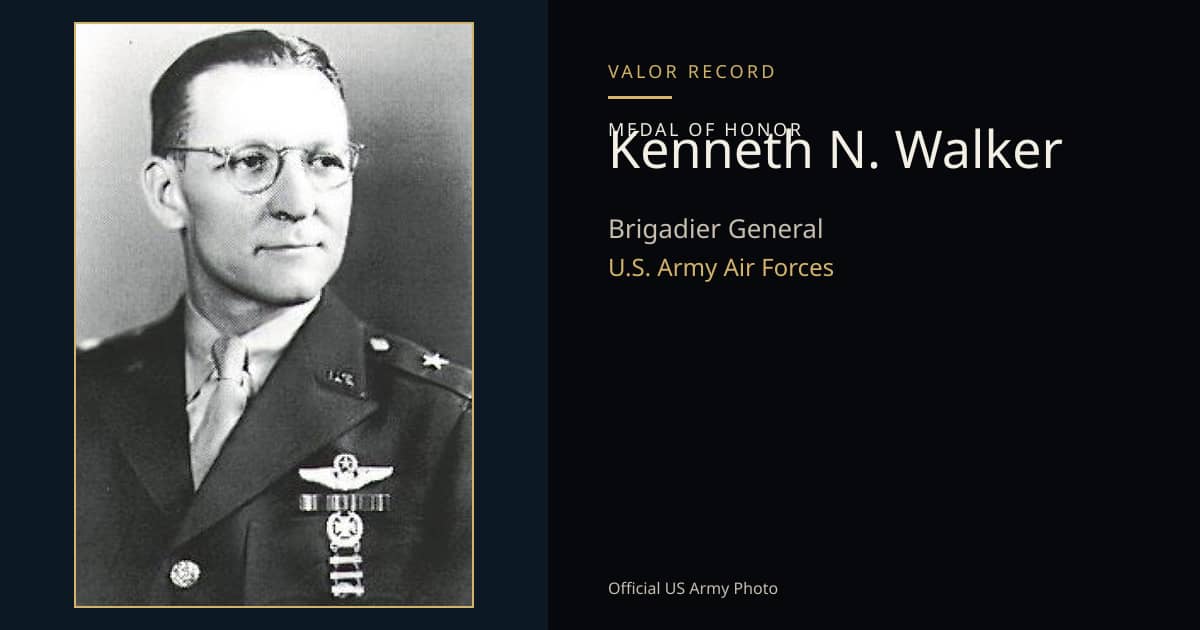 VALOR RECORD
MEDAL OF HONOR
Kenneth N. Walker
Brigadier General
U.S. Army Air Forces
Official US Army Photo